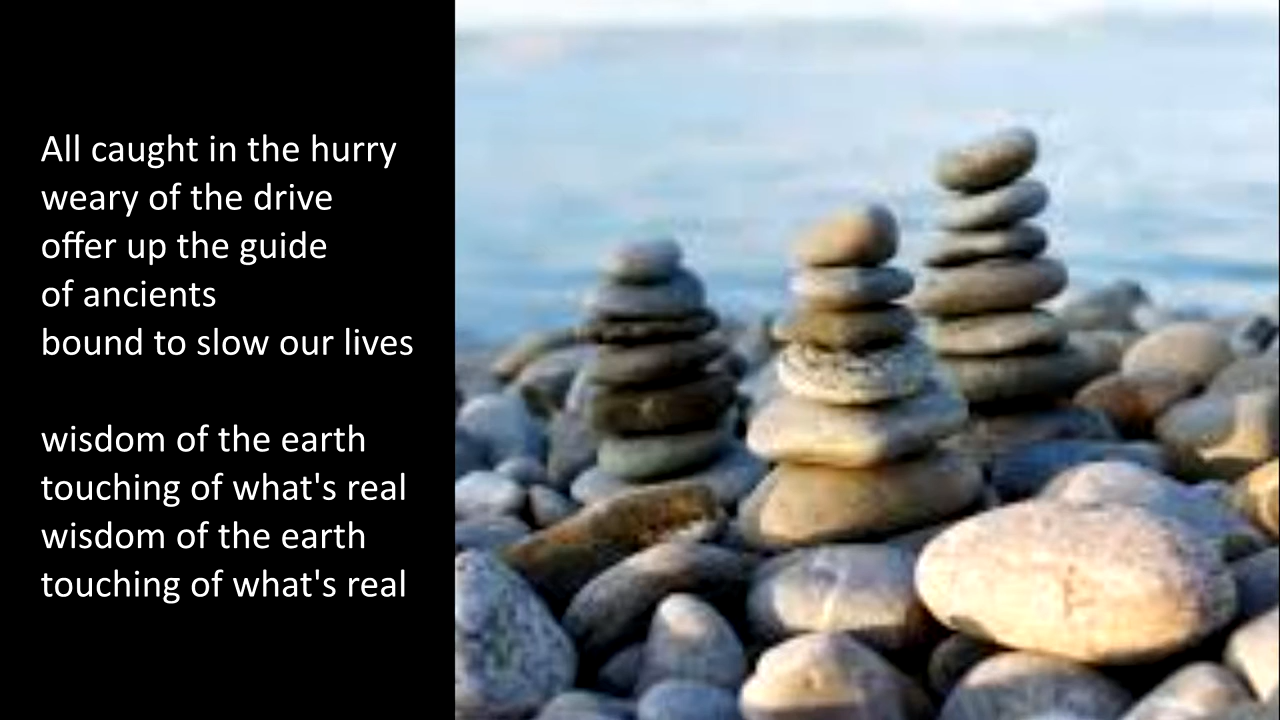 All caught in the hurry
weary of the drive
offer up the guide
of ancients
bound to slow our lives
wisdom of the earth
touching of what's real
wisdom of the earth
touching of what's real